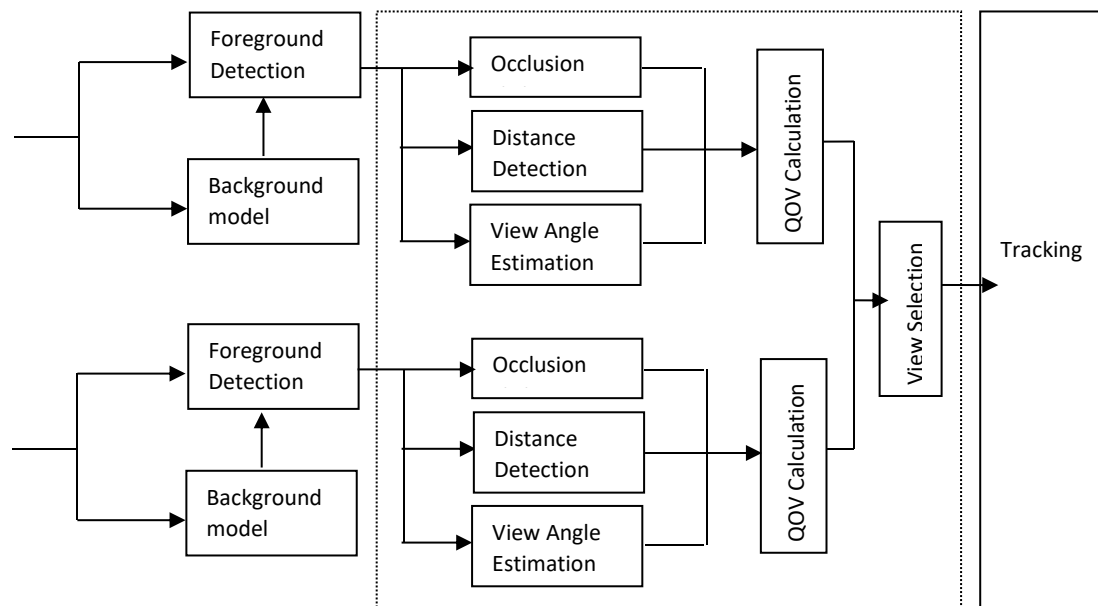 Foreground
Detection
Background
model
Occlusion
Distance
Detection
View Angle
Estimation
QOV Calculation
View Selection
Tracking
Foreground
Detection
Background
model
Occlusion
Distance
Detection
View Angle
Estimation
QOV Calculation